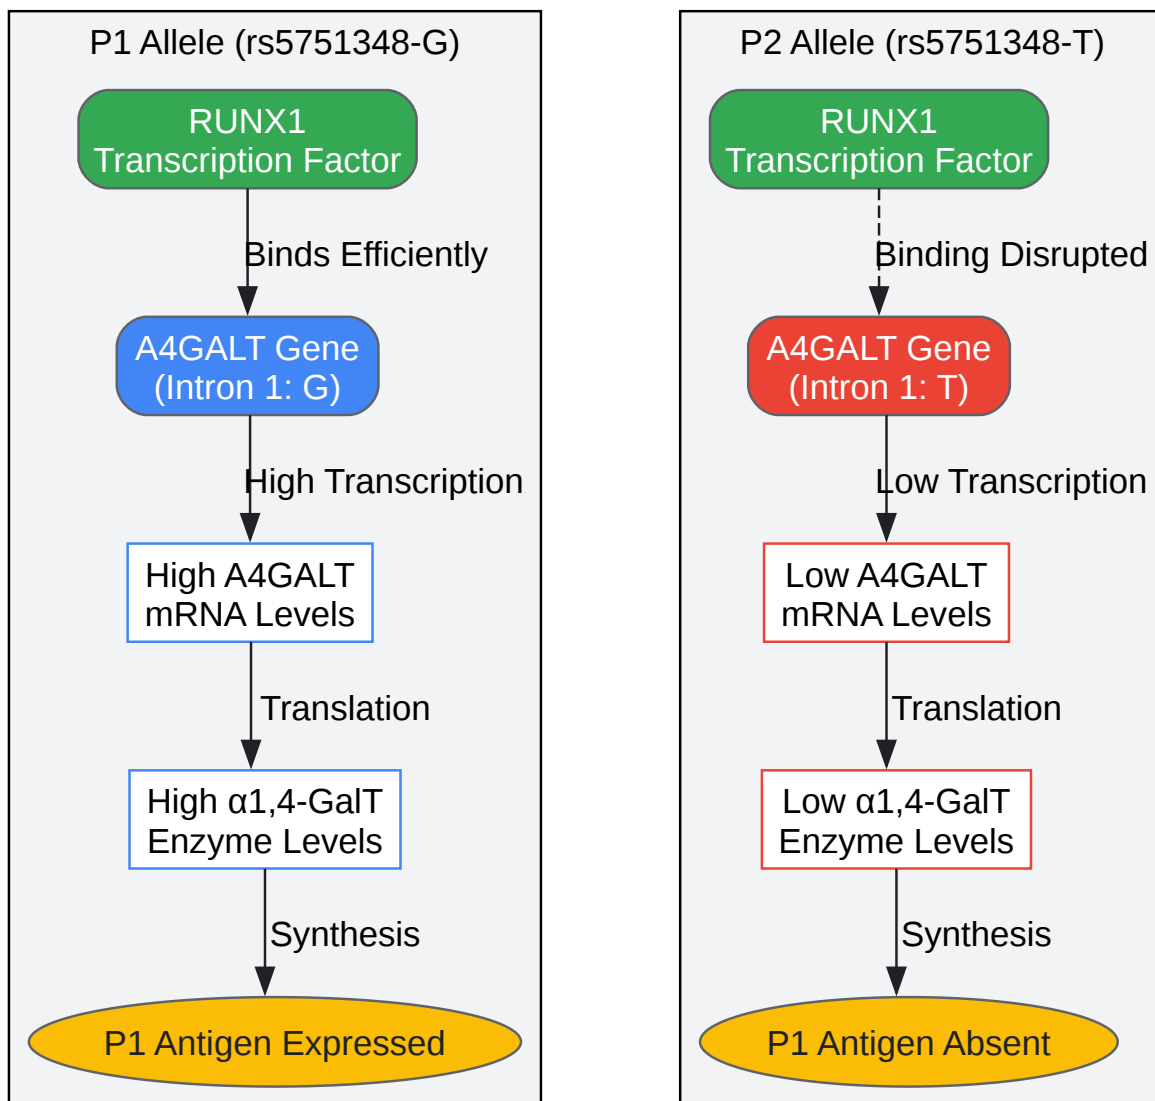 P1 Allele (rs5751348-G)
RUNX1
Transcription Factor
Binds Efficiently
A4GALT Gene
(Intron 1: G)
High Transcription
High A4GALT
mRNA Levels
Translation
High α1,4-GalT
Enzyme Levels
Synthesis
P1 Antigen Expressed
P2 Allele (rs5751348-T)
RUNX1
Transcription Factor
Binding Disrupted
A4GALT Gene
(Intron 1: T)
Low Transcription
Low A4GALT
mRNA Levels
Translation
Low α1,4-GalT
Enzyme Levels
Synthesis
P1 Antigen Absent